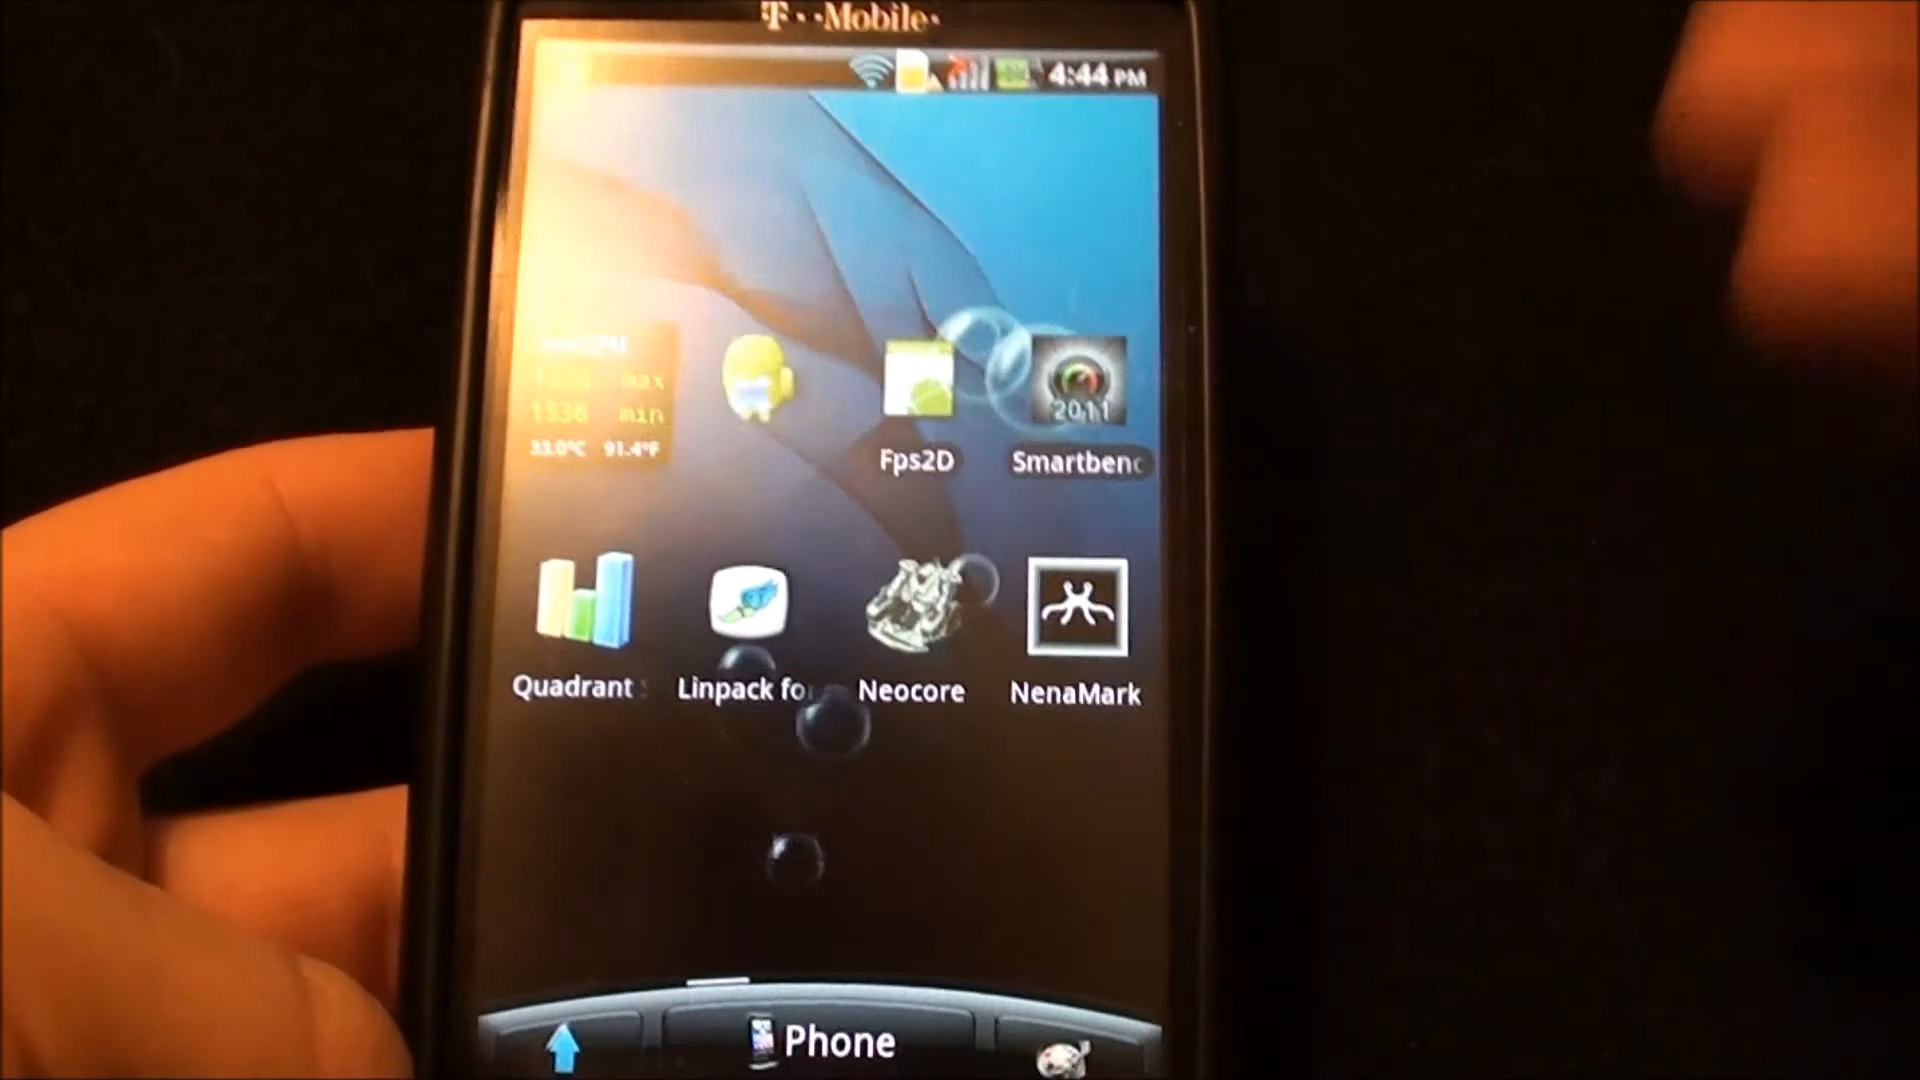 T··Mobile·
4:44 PM
max
1536 min
33.0°C 91.4°F
2011
Fps2D
Smartbenc
Quadrant
Linpack fo
Neocore
NenaMark
Phone